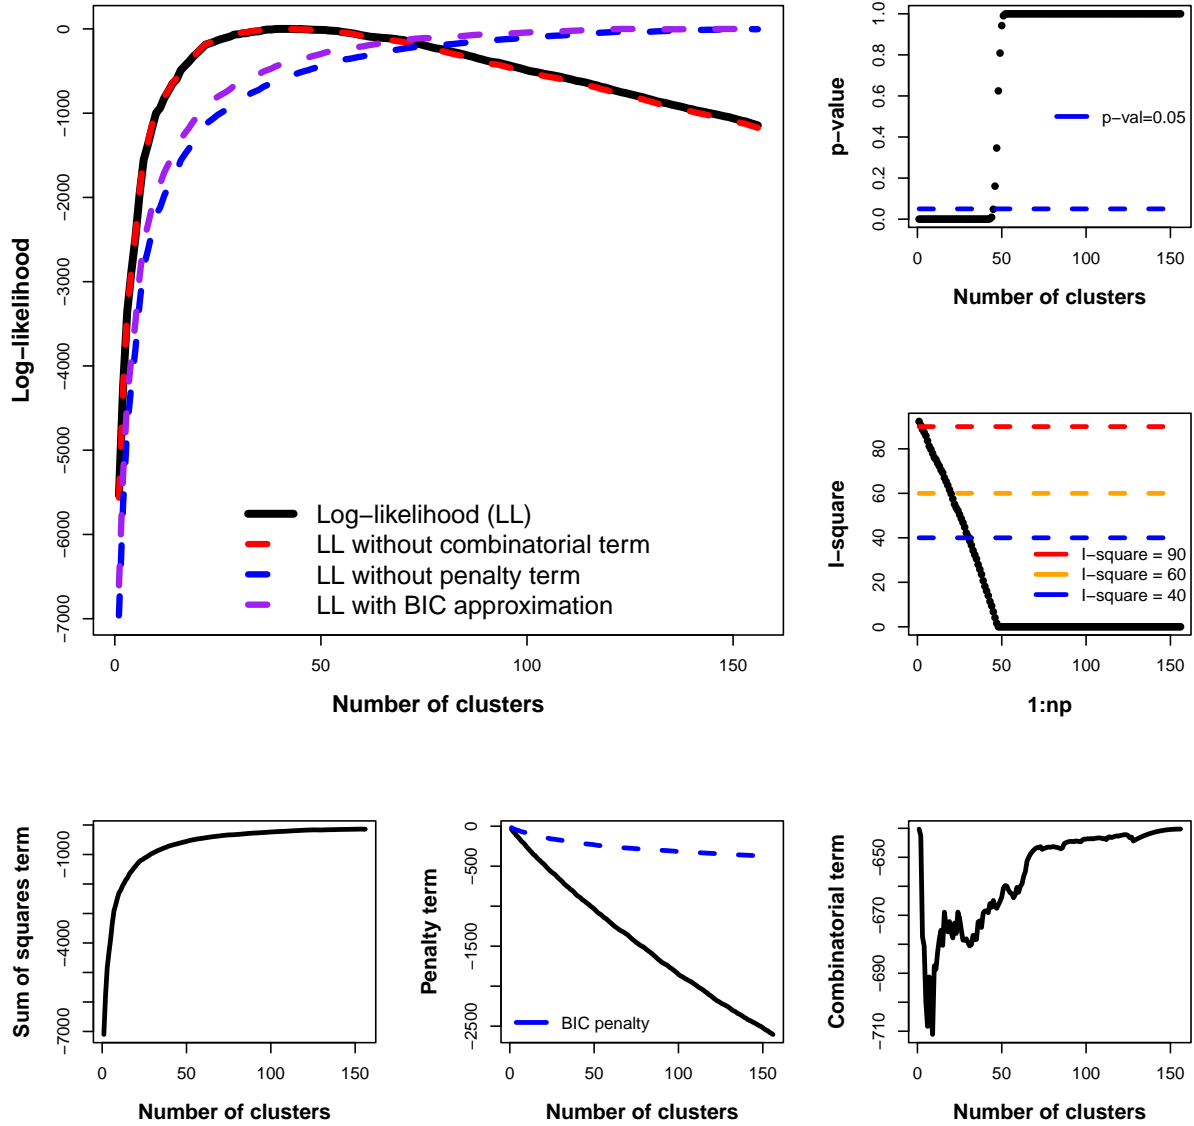 0
−1000
−2000
−3000
−4000
−5000
−6000
−7000
Log−likelihood
Log−likelihood (LL)
LL without combinatorial term
LL without penalty term
LL with BIC approximation
0 50 100 150
Number of clusters
1.0
0.8
0.6
0.4
0.2
0.0
p−value
p−val=0.05
0 50 100 150
Number of clusters
80
60
40
20
0
I−square
I−square = 90
I−square = 60
I−square = 40
0 50 100 150
1:np
−1000
−4000
−7000
Sum of squares term
0 50 100 150
Number of clusters
0
−500
−1500
−2500
Penalty term
BIC penalty
0 50 100 150
Number of clusters
−650
−670
−690
−710
Combinatorial term
0 50 100 150
Number of clusters